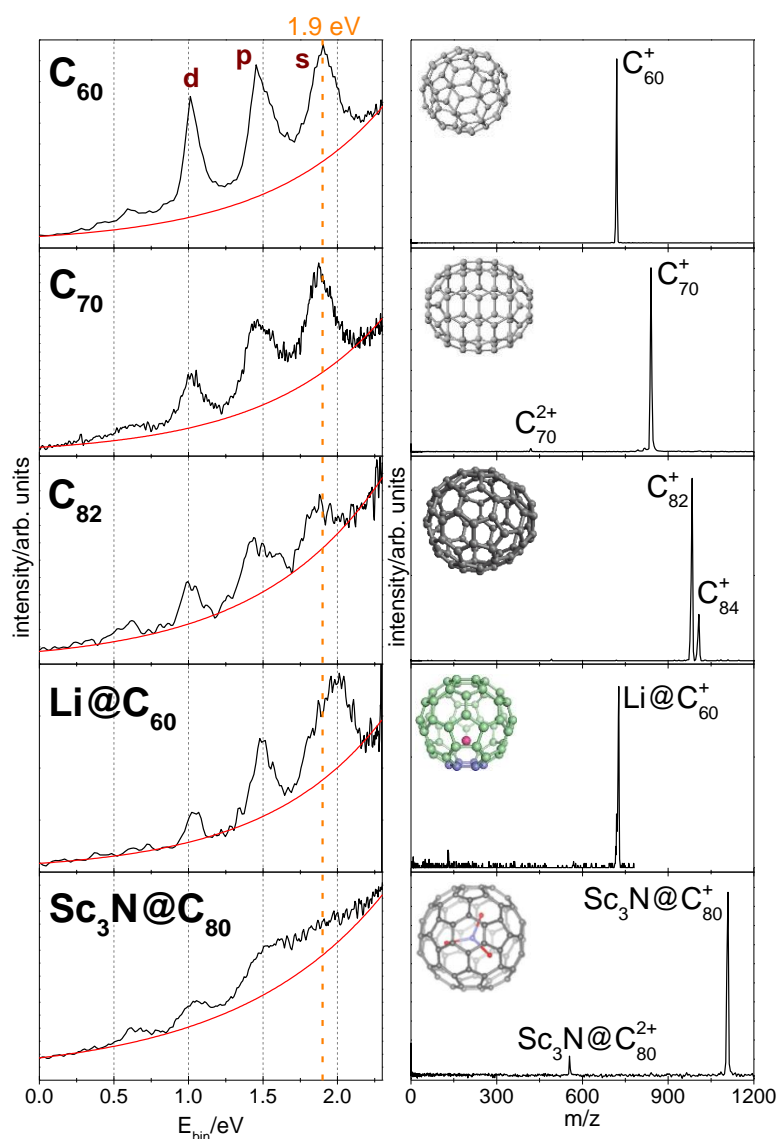 1.9 eV
C₆₀
d
p
s
C₆₀⁺
C₇₀
C₇₀⁺
C₇₀²⁺
intensity/arb. units
intensity/arb. units
C₈₂
C₈₂⁺
C₈₄⁺
Li@C₆₀
Li@C₆₀⁺
Sc₃N@C₈₀
Sc₃N@C₈₀⁺
Sc₃N@C₈₀²⁺
0.0 0.5 1.0 1.5 2.0
0 300 600 900 1200
E_bin/eV
m/z